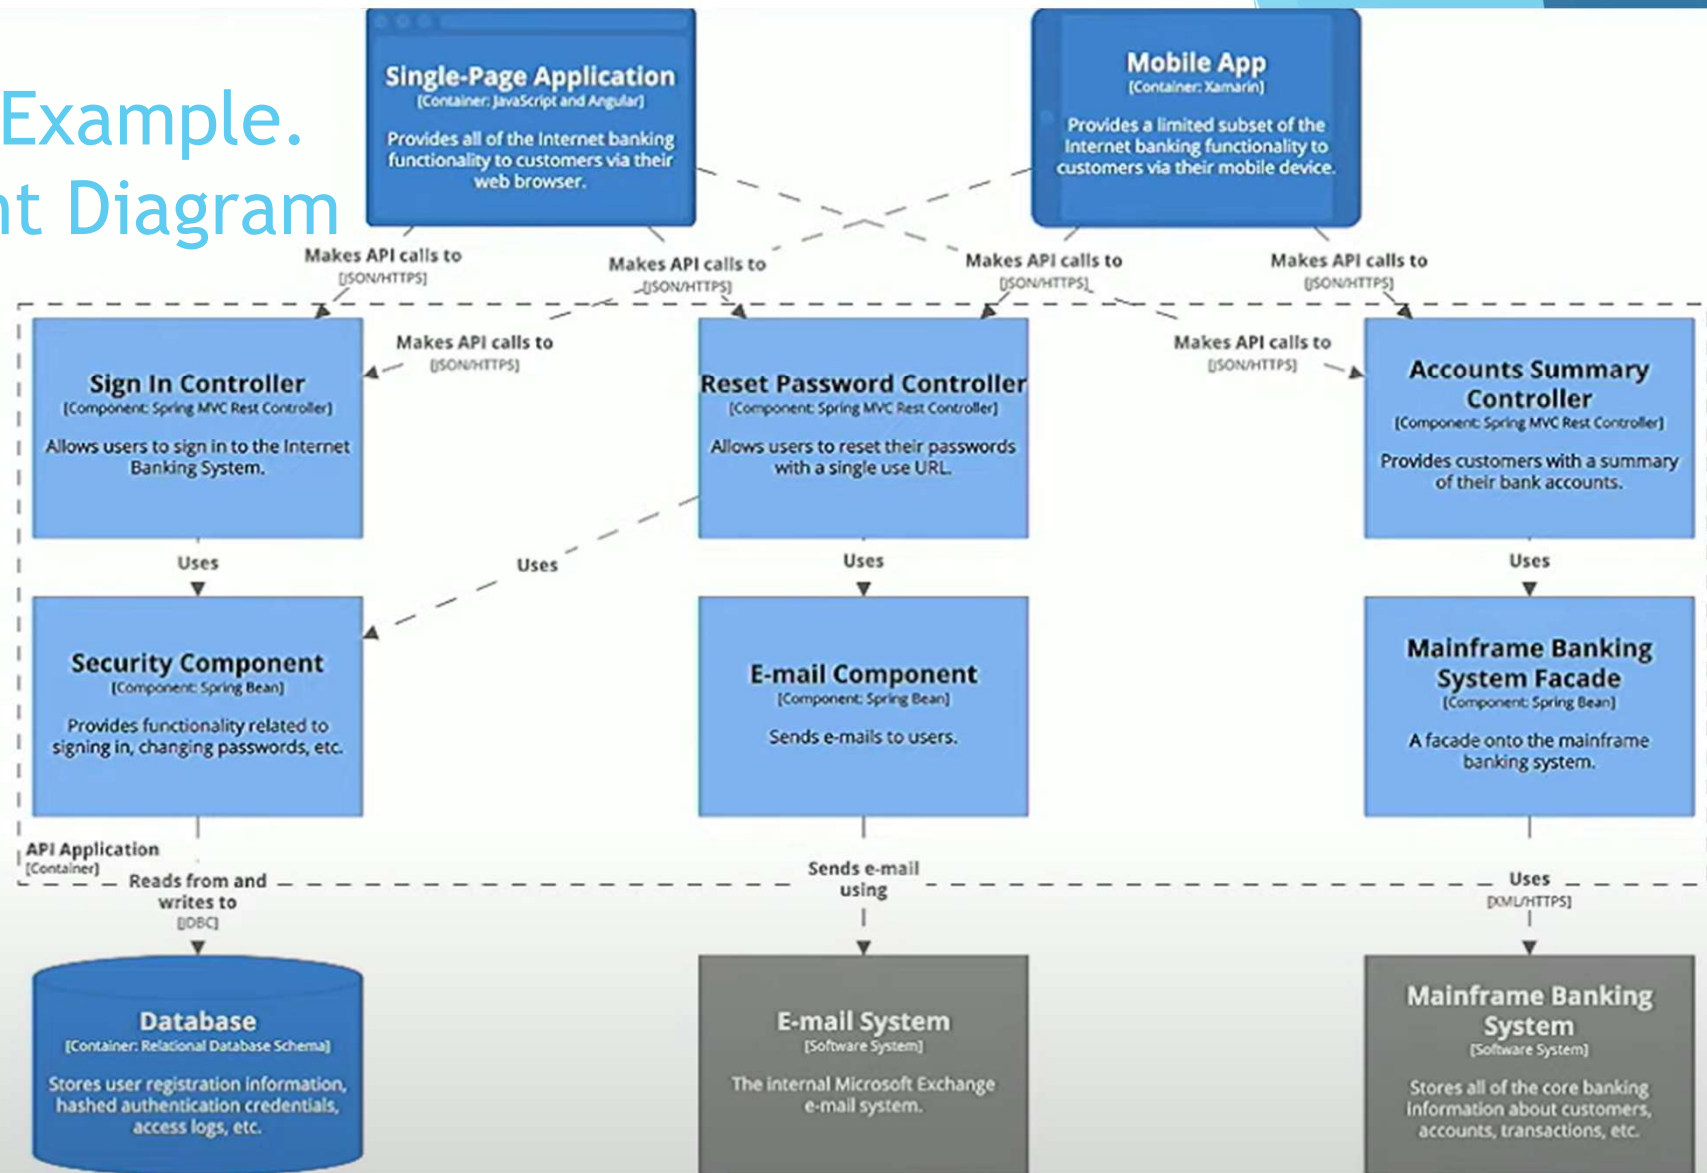 Example.
nt Diagram
Single-Page Application
[Container: JavaScript and Angular]
Provides all of the Internet banking
functionality to customers via their
web browser.
Mobile App
[Container: Xamarin]
Provides a limited subset of the
Internet banking functionality to
customers via their mobile device.
Makes API calls to
[JSON/HTTPS]
Makes API calls to
[JSON/HTTPS]
Makes API calls to
[JSON/HTTPS]
Makes API calls to
[JSON/HTTPS]
Makes API calls to
[JSON/HTTPS]
Makes API calls to
[JSON/HTTPS]
Sign In Controller
[Component: Spring MVC Rest Controller]
Allows users to sign in to the Internet
Banking System.
Reset Password Controller
[Component: Spring MVC Rest Controller]
Allows users to reset their passwords
with a single use URL.
Accounts Summary
Controller
[Component: Spring MVC Rest Controller]
Provides customers with a summary
of their bank accounts.
Uses
Uses
Uses
Uses
Security Component
[Component: Spring Bean]
Provides functionality related to
signing in, changing passwords, etc.
E-mail Component
[Component: Spring Bean]
Sends e-mails to users.
Mainframe Banking
System Facade
[Component: Spring Bean]
A facade onto the mainframe
banking system.
API Application
[Container]
Reads from and
writes to
[JDBC]
Sends e-mail
using
Uses
[XML/HTTPS]
Database
[Container: Relational Database Schema]
Stores user registration information,
hashed authentication credentials,
access logs, etc.
E-mail System
[Software System]
The internal Microsoft Exchange
e-mail system.
Mainframe Banking
System
[Software System]
Stores all of the core banking
information about customers,
accounts, transactions, etc.